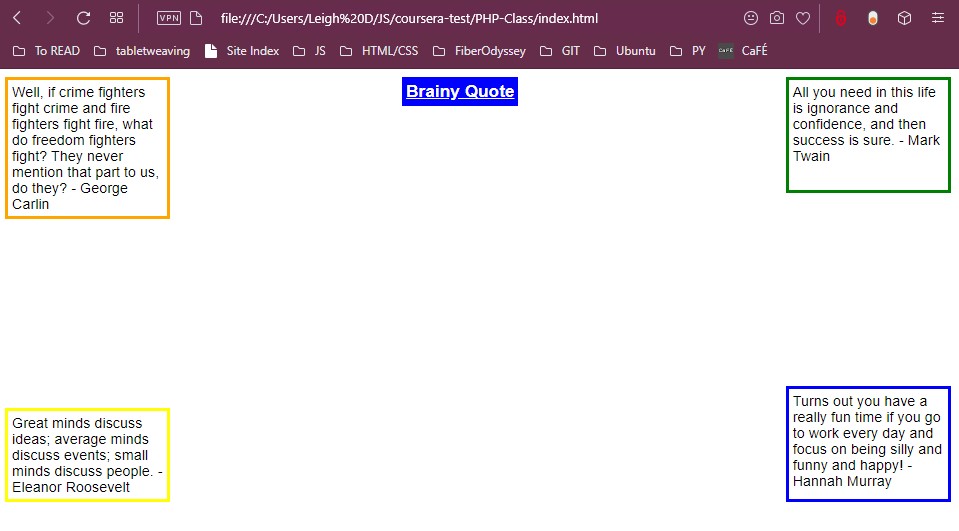 VPN file:///C:/Users/Leigh%20D/JS/coursera-test/PHP-Class/index.html
To READ tabletweaving Site Index JS HTML/CSS FiberOdyssey GIT Ubuntu PY CaFE CaFÉ
Well, if crime fighters
fight crime and fire
fighters fight fire, what
do freedom fighters
fight? They never
mention that part to us,
do they? - George
Carlin
Brainy Quote
All you need in this life
is ignorance and
confidence, and then
success is sure. - Mark
Twain
Great minds discuss
ideas; average minds
discuss events; small
minds discuss people. -
Eleanor Roosevelt
Turns out you have a
really fun time if you go
to work every day and
focus on being silly and
funny and happy! -
Hannah Murray